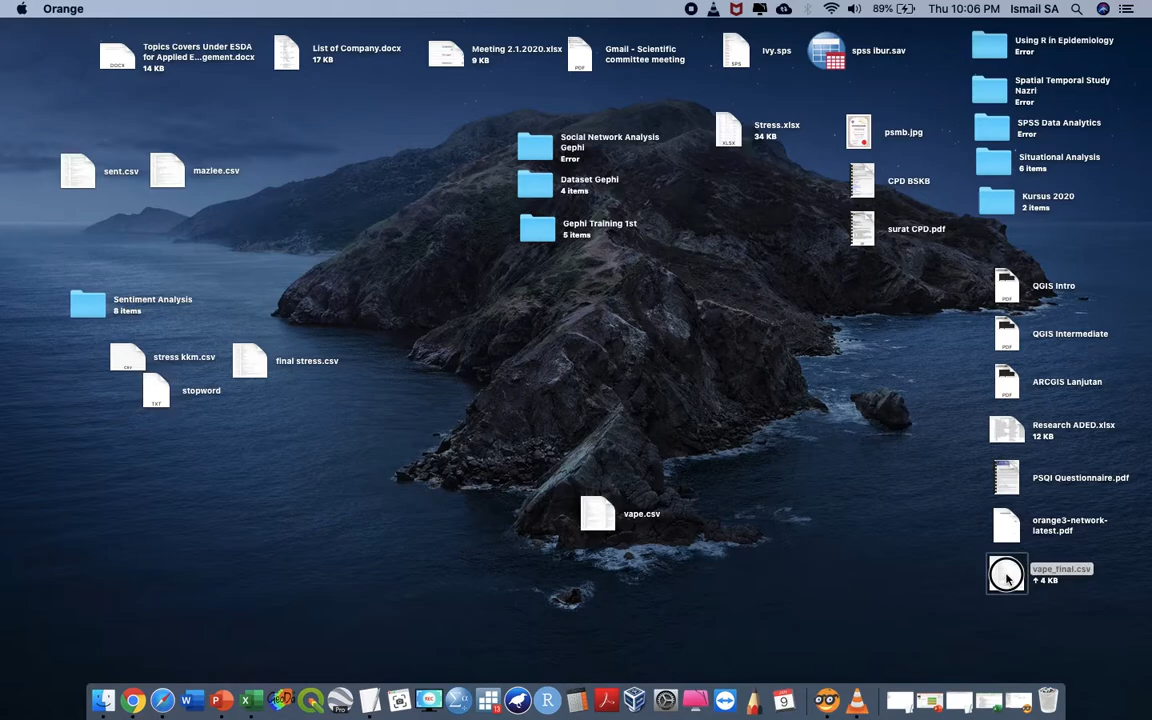 Orange
89%
Thu 10:06 PM
Ismail SA
Topics Covers Under ESDA
for Applied E...gement.docx
14 KB
List of Company.docx
17 KB
Meeting 2.1.2020.xlsx
9 KB
Gmail - Scientific
committee meeting
Ivy.sps
spss ibur.sav
Using R in Epidemiology
Error
Spatial Temporal Study
Nazri
Error
SPSS Data Analytics
Error
Situational Analysis
6 items
Kursus 2020
2 items
Stress.xlsx
34 KB
psmb.jpg
CPD BSKB
surat CPD.pdf
Social Network Analysis
Gephi
Error
Dataset Gephi
4 items
Gephi Training 1st
5 items
sent.csv
mazlee.csv
Sentiment Analysis
8 items
stress kkm.csv
final stress.csv
stopword
QGIS Intro
QGIS Intermediate
ARCGIS Lanjutan
Research ADED.xlsx
12 KB
PSQI Questionnaire.pdf
orange3-network-
latest.pdf
vape.csv
vape_final.csv
↑ 4 KB